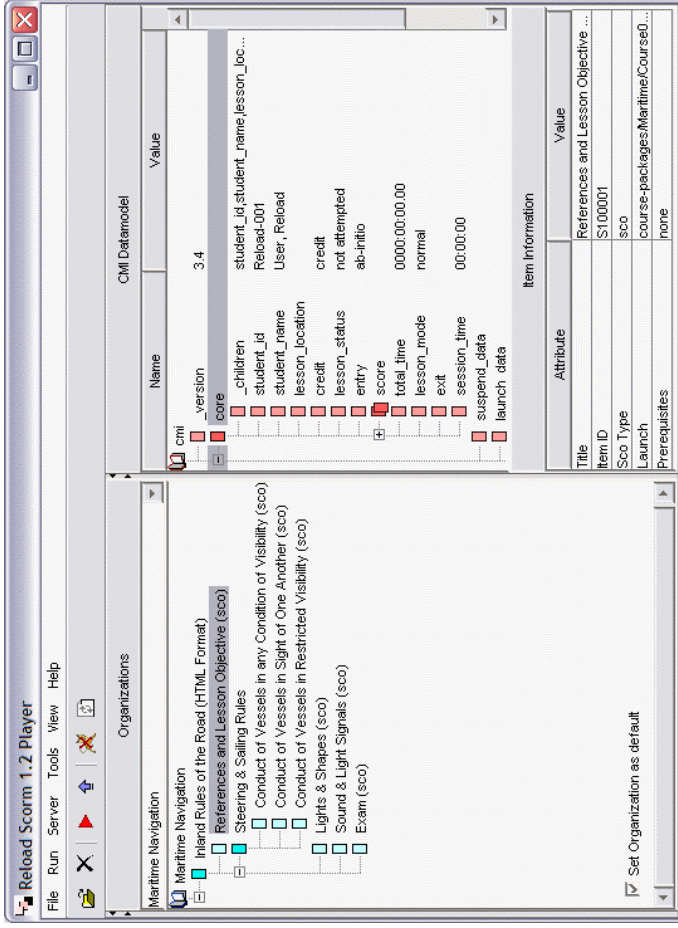 Reload Scorm 1.2 Player
File Run Server Tools View Help
Organizations
Maritime Navigation
Maritime Navigation
Inland Rules of the Road (HTML Format)
References and Lesson Objective (sco)
Steering & Sailing Rules
Conduct of Vessels in any Condition of Visibility (sco)
Conduct of Vessels in Sight of One Another (sco)
Conduct of Vessels in Restricted Visibility (sco)
Lights & Shapes (sco)
Sound & Light Signals (sco)
Exam (sco)
Set Organization as default
CMI Datamodel
Name Value
cmi
_version 3.4
core
_children student_id,student_name,lesson_loc...
student_id Reload-001
student_name User, Reload
lesson_location
credit credit
lesson_status not attempted
entry ab-initio
score
total_time 0000:00:00.00
lesson_mode normal
exit
session_time 00:00:00
suspend_data
launch_data
Item Information
Attribute Value
Title References and Lesson Objective ...
Item ID S100001
Sco Type sco
Launch course-packages/Maritime/Course0...
Prerequisites none